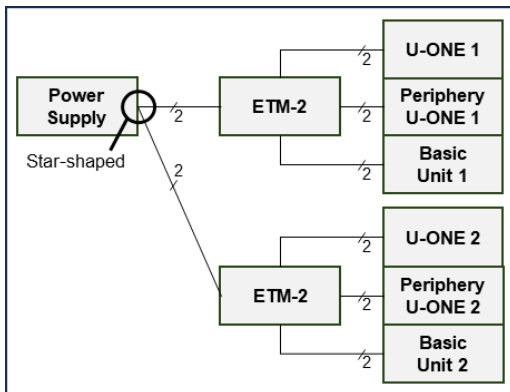 U-ONE 1
2
Power
Supply
2
ETM-2
2
Periphery
U-ONE 1
Star-shaped
2
Basic
Unit 1
2
U-ONE 2
2
ETM-2
2
Periphery
U-ONE 2
Basic
Unit 2
2